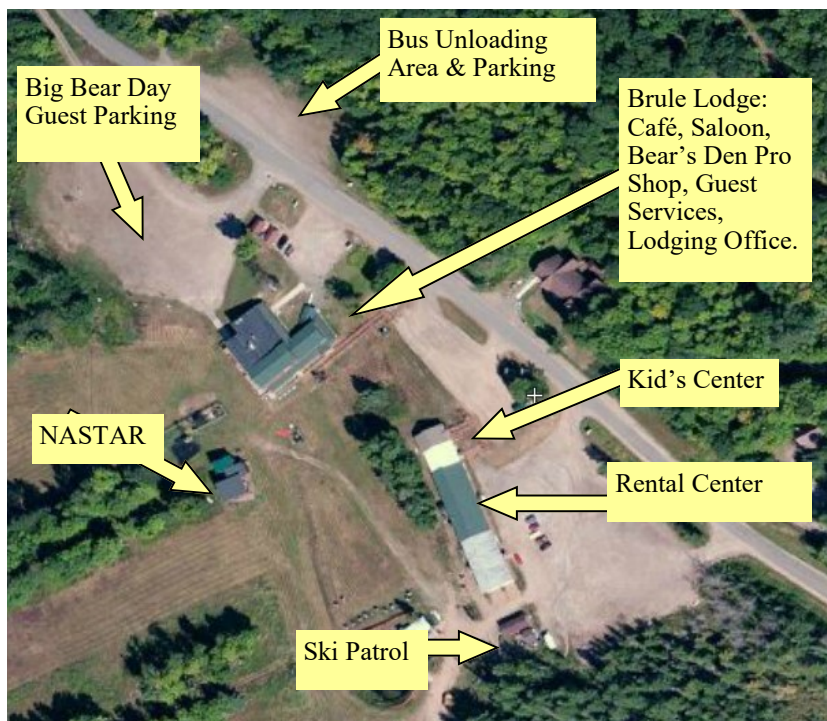 Bus Unloading
Area & Parking
Big Bear Day
Guest Parking
Brule Lodge:
Café, Saloon,
Bear’s Den Pro
Shop, Guest
Services,
Lodging Office.
Kid’s Center
NASTAR
Rental Center
Ski Patrol